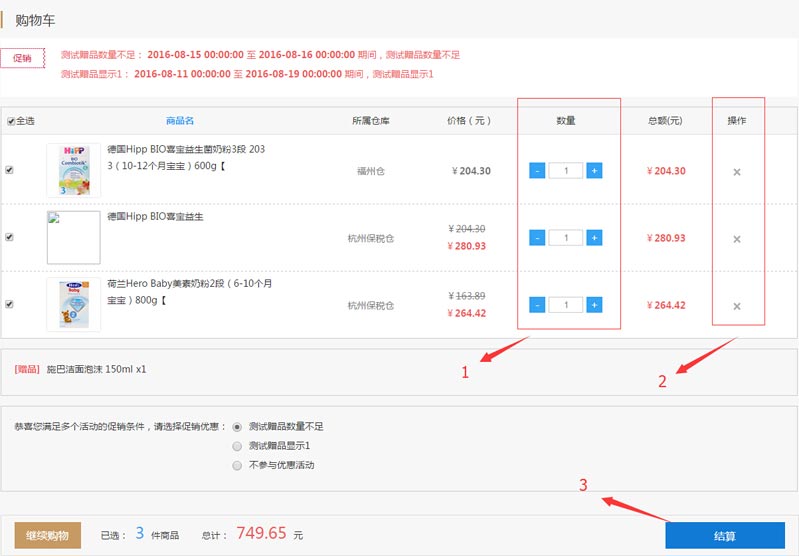 购物车
促销
测试赠品数量不足： 2016-08-15 00:00:00 至 2016-08-16 00:00:00 期间，测试赠品数量不足
测试赠品显示1： 2016-08-11 00:00:00 至 2016-08-19 00:00:00 期间，测试赠品显示1
全选 商品名 所属仓库 价格（元） 数量 总额(元) 操作
HiPP
BIO
Combiotik
3
德国Hipp BIO喜宝益生菌奶粉3段 203
3（10-12个月宝宝）600g【
福州仓 ￥204.30 - 1 + ￥204.30 ×
德国Hipp BIO喜宝益生
杭州保税仓 ￥204.30
￥280.93 - 1 + ￥280.93 ×
Baby
2
荷兰Hero Baby美素奶粉2段（6-10个月
宝宝）800g【
杭州保税仓 ￥163.89
￥264.42 - 1 + ￥264.42 ×
1
2
[赠品] 施巴洁面泡沫 150ml x1
恭喜您满足多个活动的促销条件，请选择促销优惠： 测试赠品数量不足
测试赠品显示1
不参与优惠活动
3
继续购物 已选： 3 件商品 总计： 749.65 元 结算